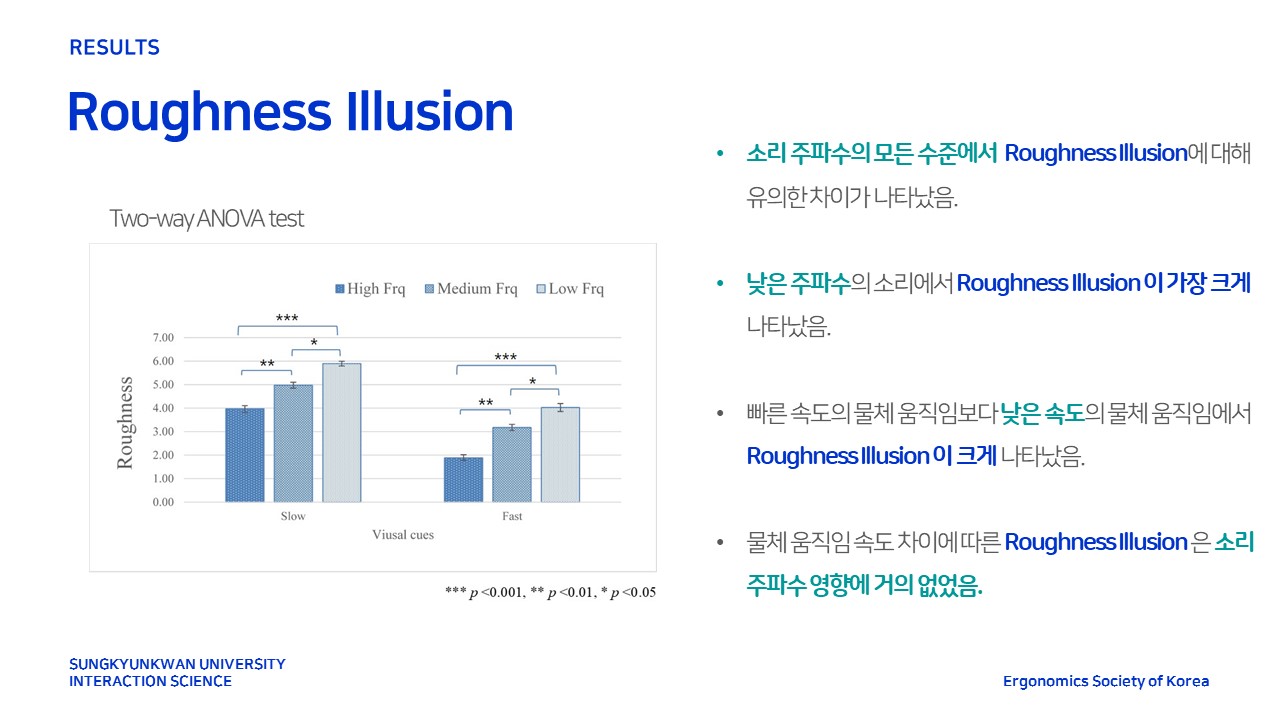 RESULTS
Roughness Illusion
Two-way ANOVA test
High Frq Medium Frq Low Frq
***
*
**
***
*
**
7.00
6.00
5.00
4.00
3.00
2.00
1.00
0.00
Roughness
Slow Fast
Viusal cues
*** p <0.001, ** p <0.01, * p <0.05
• 소리 주파수의 모든 수준에서 Roughness Illusion에 대해
유의한 차이가 나타났음.
• 낮은 주파수의 소리에서 Roughness Illusion 이 가장 크게
나타났음.
• 빠른 속도의 물체 움직임보다 낮은 속도의 물체 움직임에서
Roughness Illusion 이 크게 나타났음.
• 물체 움직임 속도 차이에 따른 Roughness Illusion 은 소리
주파수 영향에 거의 없었음.
SUNGKYUNKWAN UNIVERSITY
INTERACTION SCIENCE
Ergonomics Society of Korea